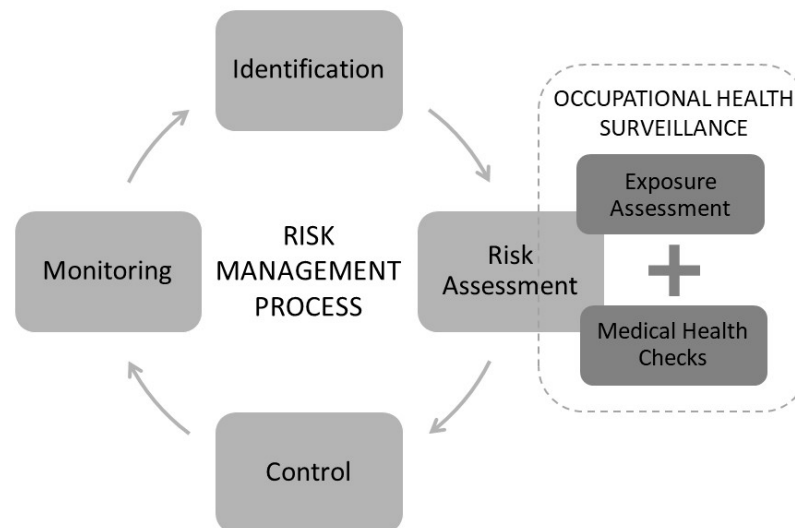 Identification
OCCUPATIONAL HEALTH
SURVEILLANCE
Exposure
Assessment
Monitoring
RISK
MANAGEMENT
PROCESS
Risk
Assessment
Medical Health
Checks
Control